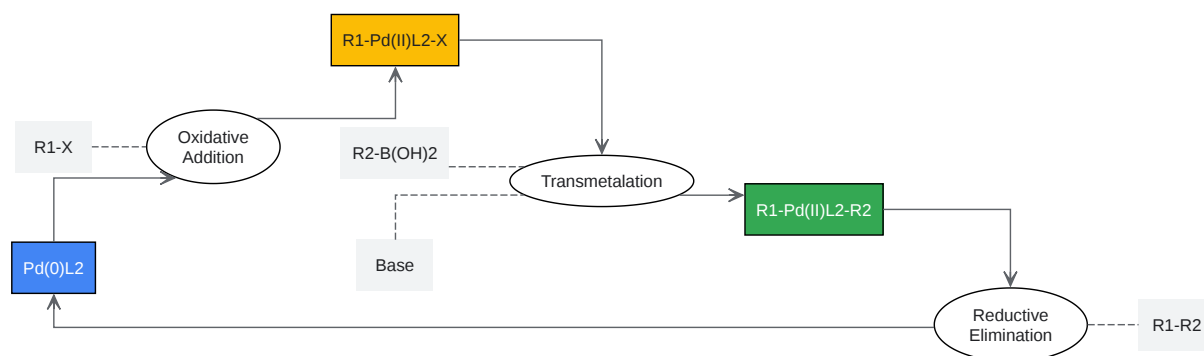 R1-Pd(II)L2-X
R1-X
Oxidative
Addition
R2-B(OH)2
Transmetalation
R1-Pd(II)L2-R2
Pd(0)L2
Base
Reductive
Elimination
R1-R2